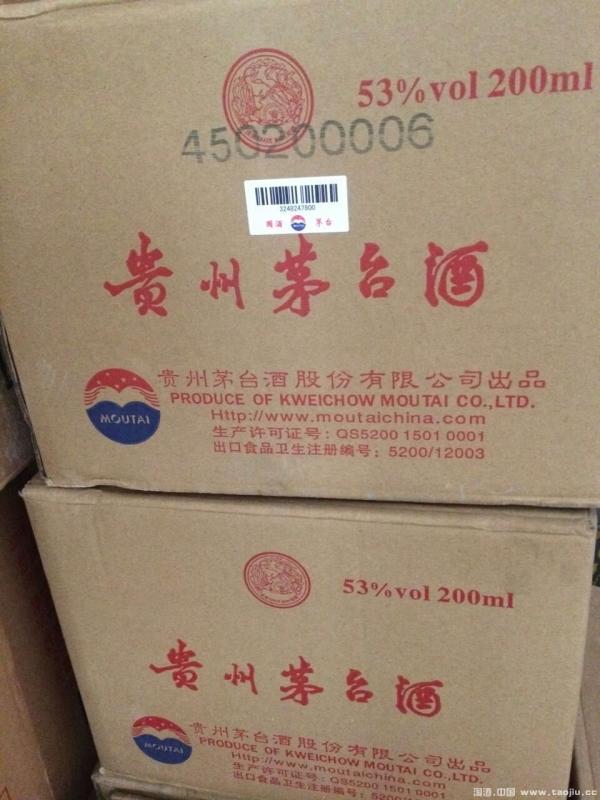 53%vol 200ml
450200006
3248247800
國酒 茅台
贵州茅台酒
MOUTAI
贵州茅台酒股份有限公司出品
PRODUCE OF KWEICHOW MOUTAI CO.,LTD.
Http://www.moutaichina.com
生产许可证号：QS5200 1501 0001
出口食品卫生注册编号：5200/12003
53%vol 200ml
贵州茅台酒
MOUTAI
贵州茅台酒股份有限公司出品
PRODUCE OF KWEICHOW MOUTAI CO.,LTD.
生产许可证号：QS5200 1501 0001
出口食品卫生注册编号：5200/12003
国酒.中国 www.taojiu.cc